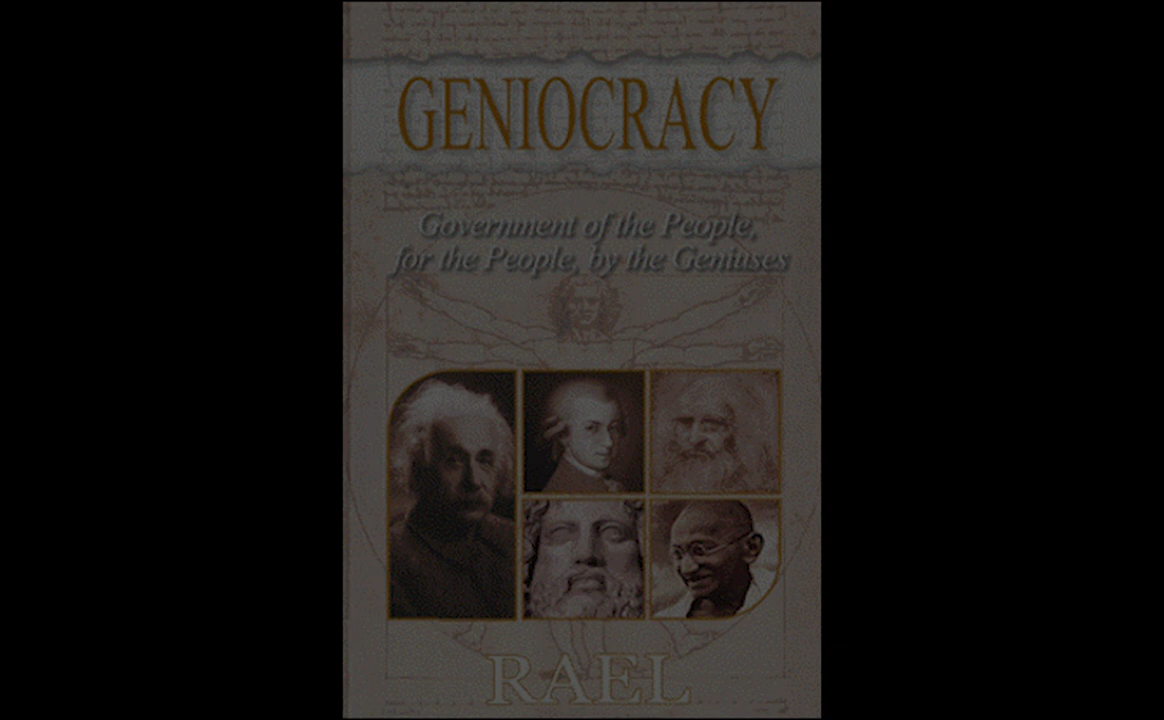 GENIOCRACY
Government of the People,
for the People, by the Geniuses
RAEL